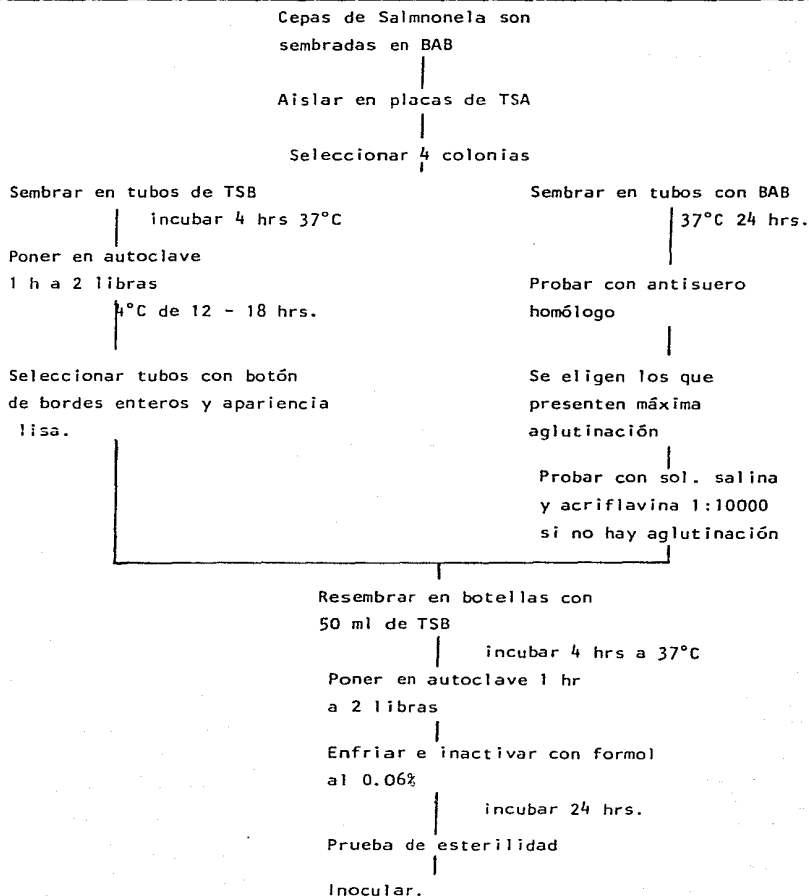 Cepas de Salmnonela son
sembradas en BAB
Aislar en placas de TSA
Seleccionar 4 colonias
Sembrar en tubos de TSB
incubar 4 hrs 37°C
Poner en autoclave
1 h a 2 libras
4°C de 12 - 18 hrs.
Seleccionar tubos con botón
de bordes enteros y apariencia
lisa.
Sembrar en tubos con BAB
37°C 24 hrs.
Probar con antisuero
homólogo
Se eligen los que
presenten máxima
aglutinación
Probar con sol. salina
y acriflavina 1:10000
si no hay aglutinación
Resembrar en botellas con
50 ml de TSB
incubar 4 hrs a 37°C
Poner en autoclave 1 hr
a 2 libras
Enfriar e inactivar con formol
al 0.06%
incubar 24 hrs.
Prueba de esterilidad
Inocular.